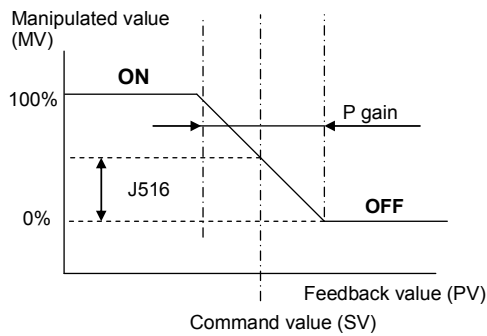 Manipulated value
(MV)
ON
100%
P gain
J516
0%
OFF
Feedback value (PV)
Command value (SV)